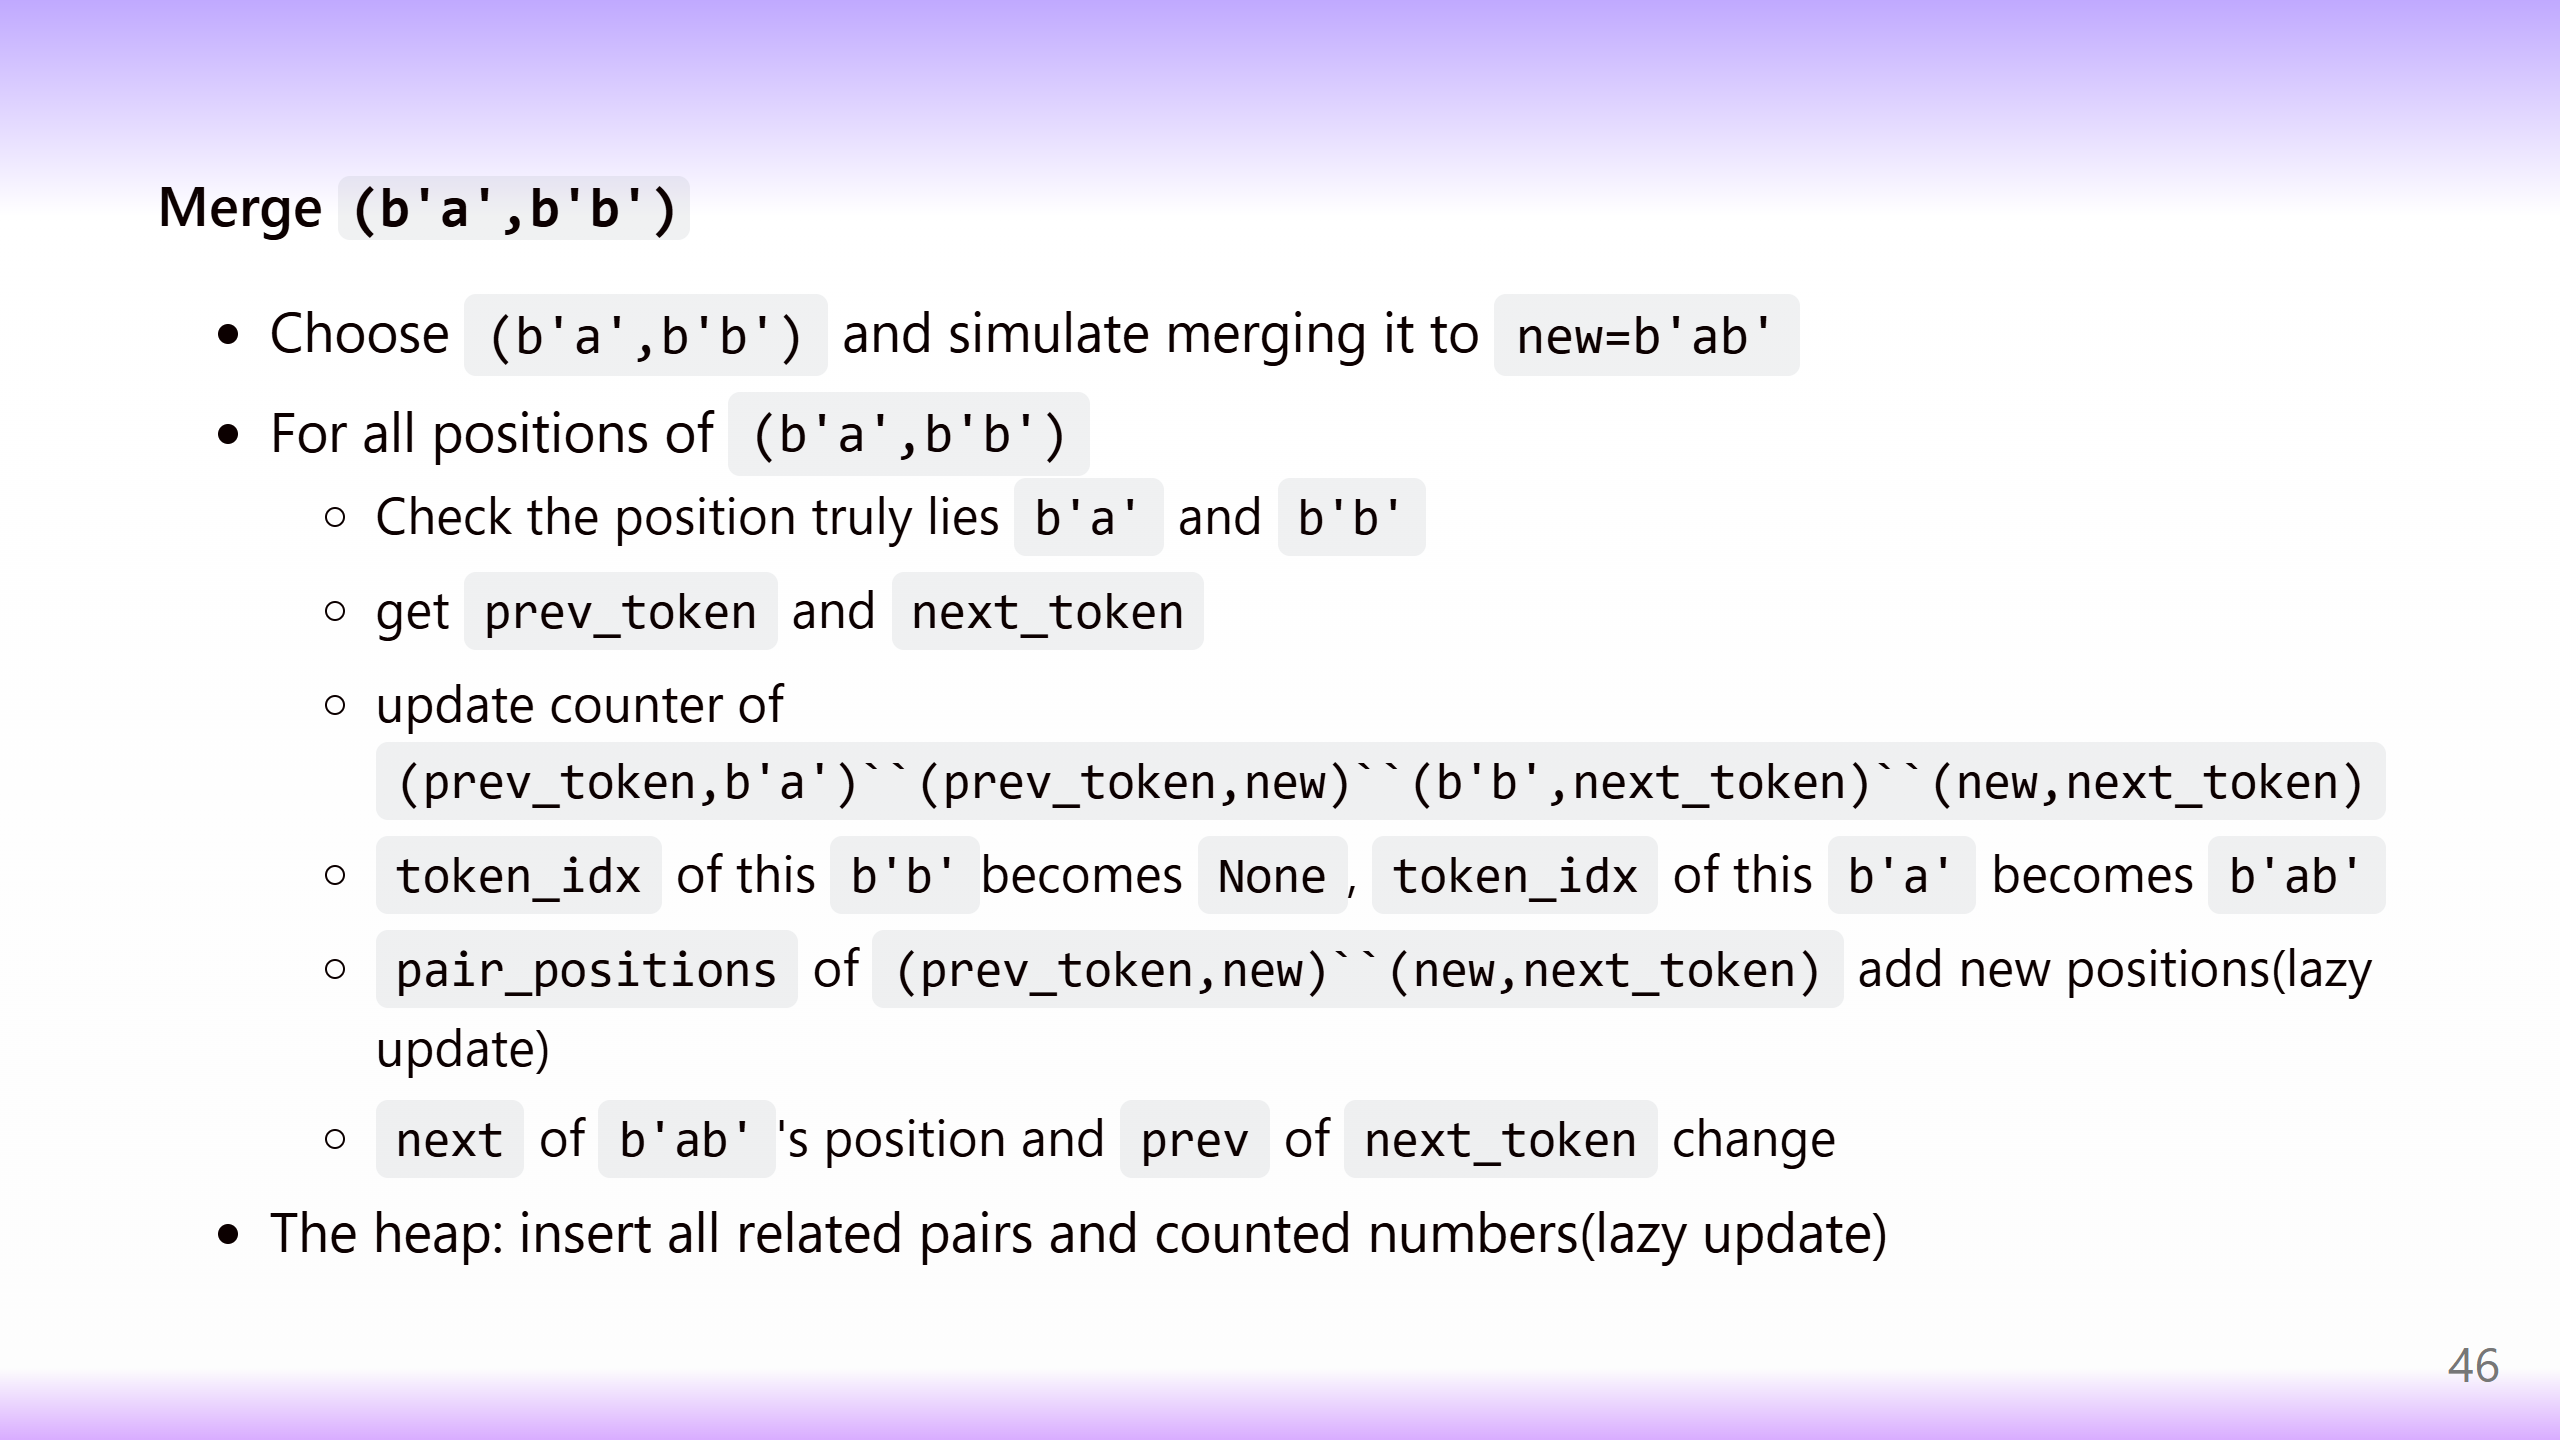 Merge (b'a',b'b')
• Choose (b'a',b'b') and simulate merging it to new=b'ab'
• For all positions of (b'a',b'b')
○ Check the position truly lies b'a' and b'b'
○ get prev_token and next_token
○ update counter of
(prev_token,b'a')``(prev_token,new)``(b'b',next_token)``(new,next_token)
○ token_idx of this b'b' becomes None, token_idx of this b'a' becomes b'ab'
○ pair_positions of (prev_token,new)``(new,next_token) add new positions(lazy
update)
○ next of b'ab''s position and prev of next_token change
• The heap: insert all related pairs and counted numbers(lazy update)
46